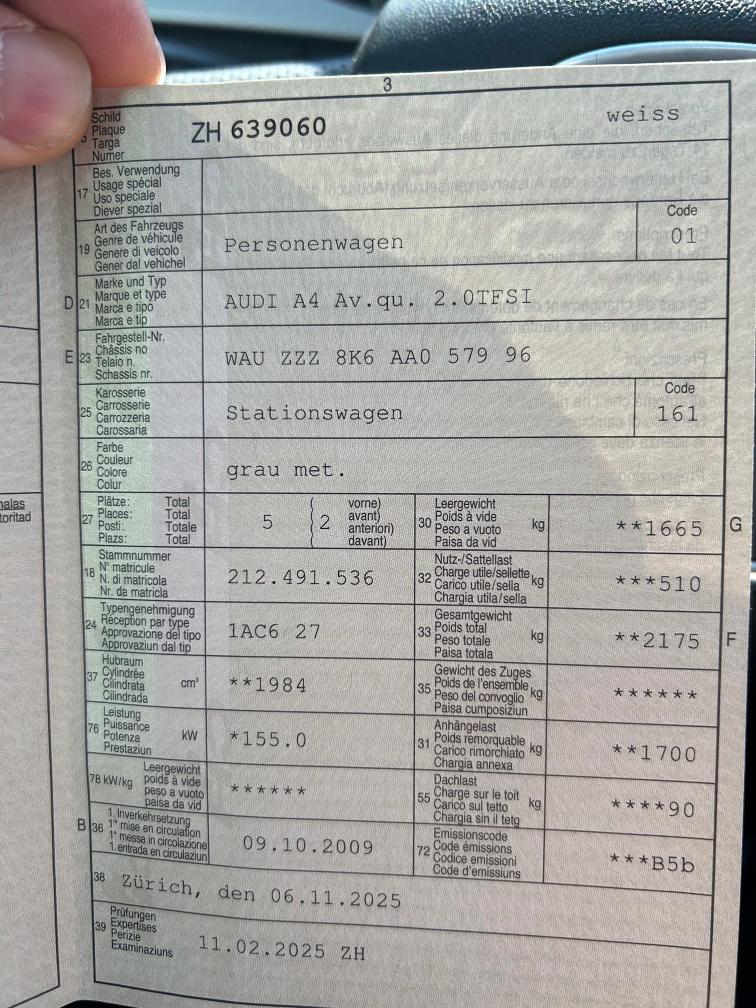 3
Schild
Plaque
Targa
Numer
ZH 639060
weiss
17
Bes. Verwendung
Usage spécial
Uso speciale
Diever spezial
19
Art des Fahrzeugs
Genre de véhicule
Genere di veicolo
Gener dal vehichel
Personenwagen
Code
01
D 21
Marke und Typ
Marque et type
Marca e tipo
Marca e tip
AUDI A4 Av.qu. 2.0TFSI
E 23
Fahrgestell-Nr.
Châssis no
Telaio n.
Schassis nr.
WAU ZZZ 8K6 AA0 579 96
25
Karosserie
Carrosserie
Carrozzeria
Carossaria
Stationswagen
Code
161
26
Farbe
Couleur
Colore
Colur
grau met.
27
Plätze: Total
Places: Total
Posti: Totale
Plazs: Total
5
(2
vorne)
avant)
anteriori)
davant)
30
Leergewicht
Poids à vide
Peso a vuoto
Paisa da vid
kg
**1665
G
18
Stammnummer
N° matricule
N. di matricola
Nr. da matricla
212.491.536
32
Nutz-/Sattellast
Charge utile/sellette
Carico utile/sella
Chargia utila/sella
kg
***510
24
Typengenehmigung
Réception par type
Approvazione del tipo
Approvaziun dal tip
1AC6 27
33
Gesamtgewicht
Poids total
Peso totale
Paisa totala
kg
**2175
F
37
Hubraum
Cylindrée
Cilindrata
Cilindrada
cm³
**1984
35
Gewicht des Zuges
Poids de l'ensemble
Peso del convoglio
Paisa cumposiziun
kg
******
76
Leistung
Puissance
Potenza
Prestaziun
kW
*155.0
31
Anhängelast
Poids remorquable
Carico rimorchiato
Chargia annexa
kg
**1700
78 kW/kg
Leergewicht
poids à vide
peso a vuoto
paisa da vid
******
55
Dachlast
Charge sur le toit
Carico sul tetto
Chargia sin il tetg
kg
****90
B 36
1. Inverkehrsetzung
1re mise en circulation
1a messa in circolazione
1. entrada en circulaziun
09.10.2009
72
Emissionscode
Code émissions
Codice emissioni
Code d'emissiuns
***B5b
38
Zürich, den 06.11.2025
39
Prüfungen
Expertises
Perizie
Examinaziuns
11.02.2025 ZH